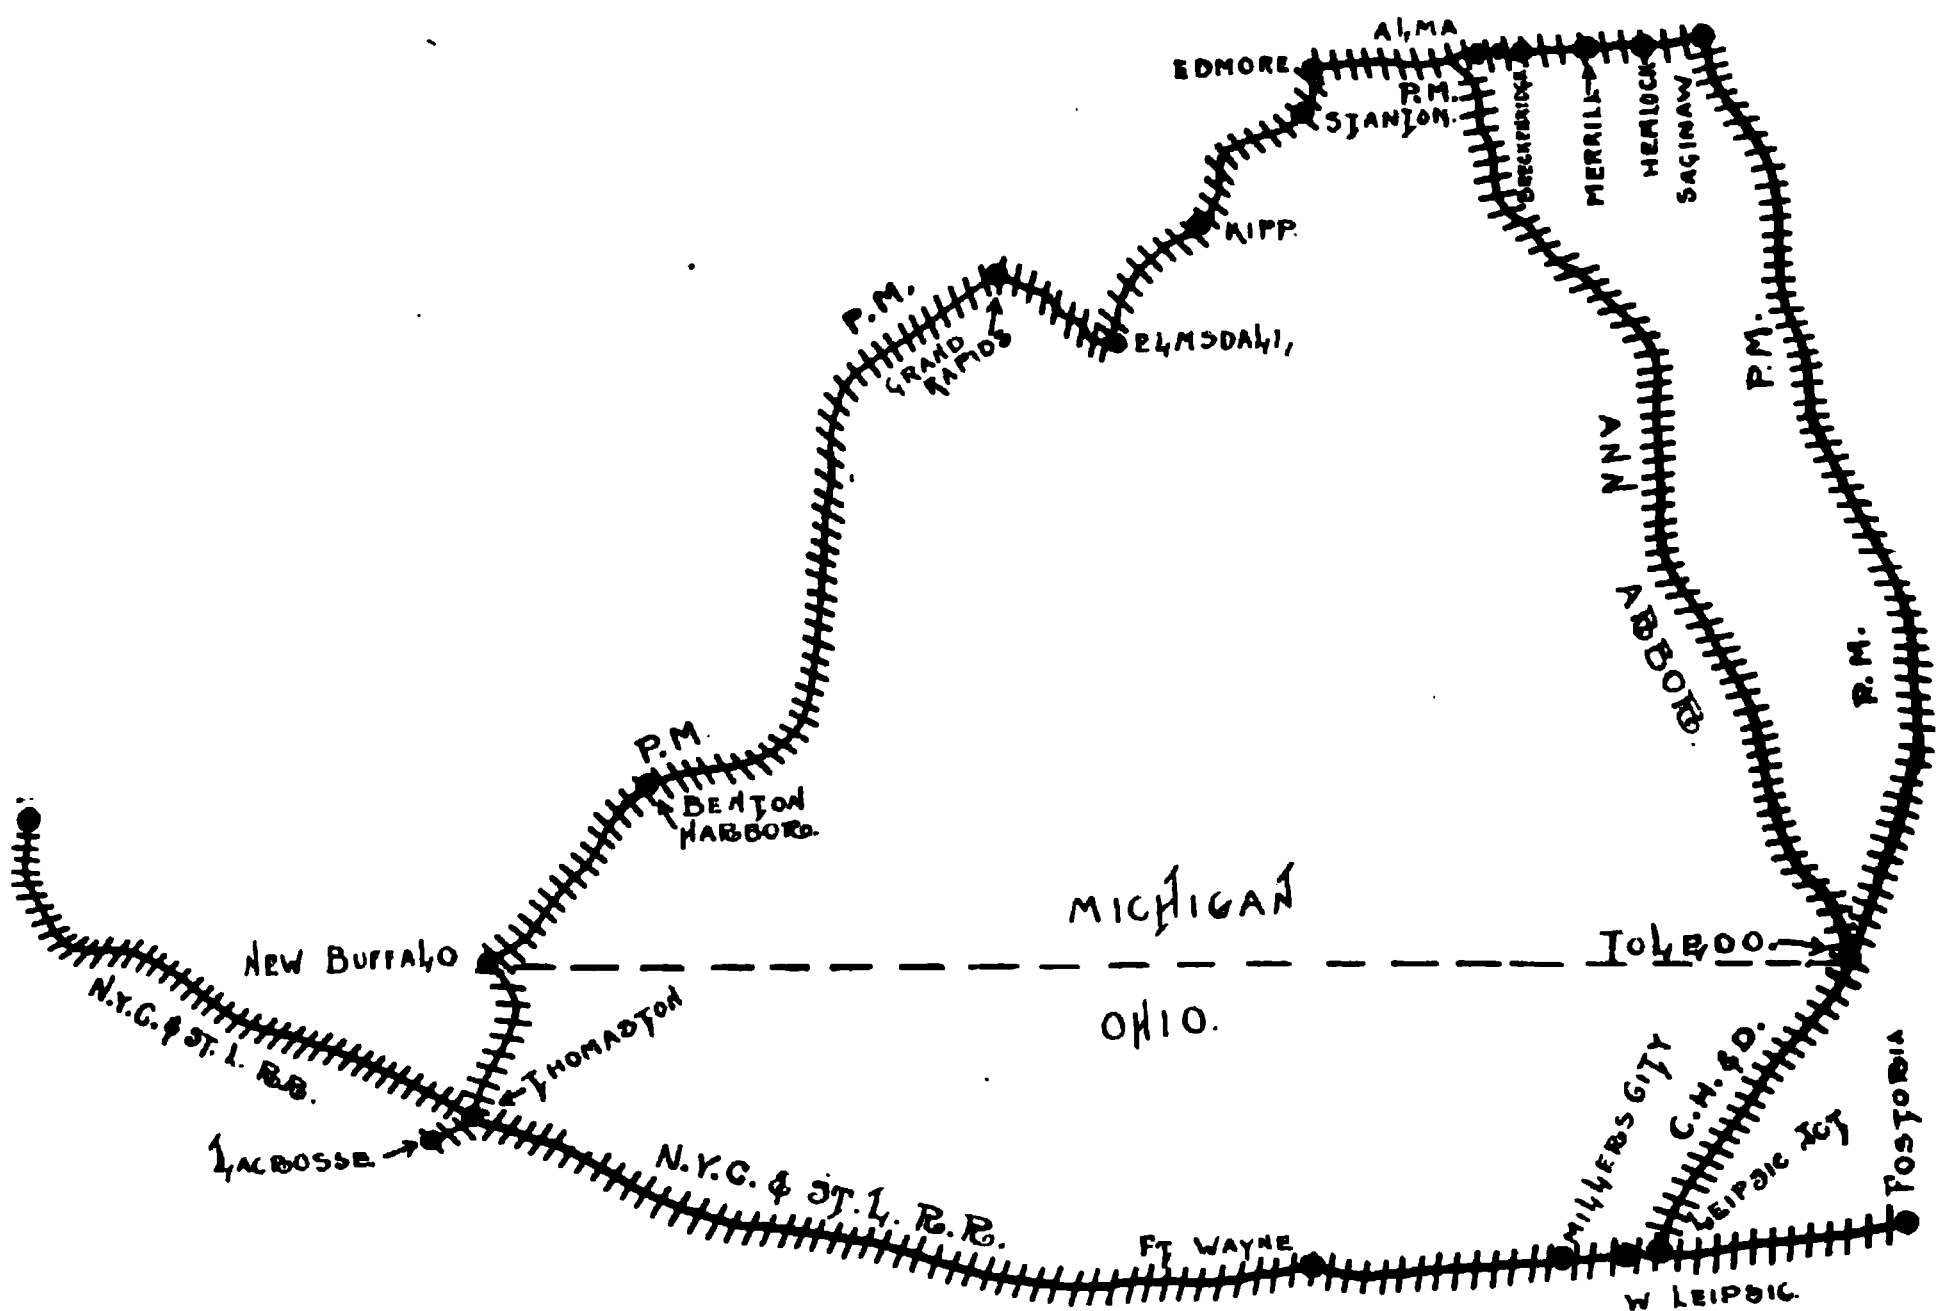 ALMA
EDMORE
P.M.
STANTON.
BRECKENRIDGE
MERRILL
HEMLOCK
SAGINAW
KIPP.
P.M.
GRAND
RAPIDS
ELMSDALE,
P.M.
ANN
ARBOR.
P.M.
P.M.
BENTON
HARBOR.
MICHIGAN
NEW BUFFALO
TOLEDO.
OHIO.
N.Y.C. & ST. L. R.R.
THOMASTON
LACROSSE.
N.Y.C. & ST. L. R.R.
FT WAYNE
MILLERS CITY
C.H. & D.
LEIPSIC JCT
FOSTORIA
W LEIPSIC.